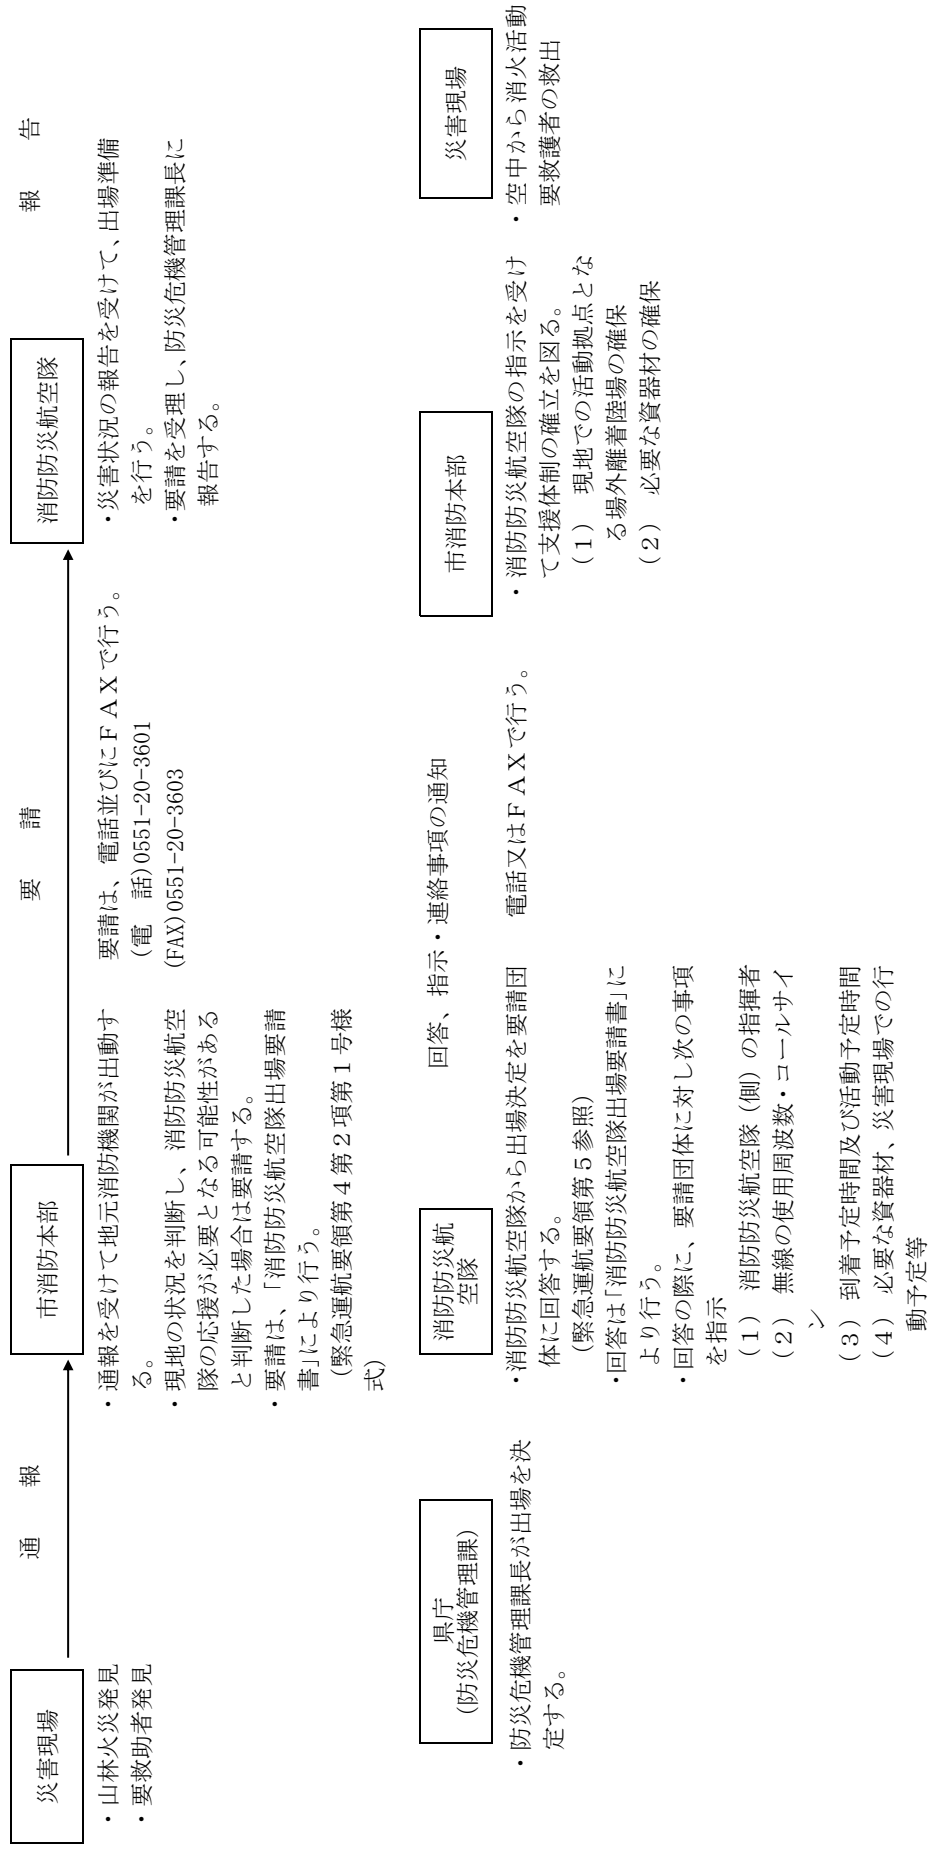 災害現場
・山林火災発見
・要救助者発見
通　報
市消防本部
・通報を受けて地元消防機関が出動す
る。
・現地の状況を判断し、消防防災航空
隊の応援が必要となる可能性がある
と判断した場合は要請する。
・要請は、「消防防災航空隊出場要請
書」により行う。
(緊急運航要領第４第２項第１号様
式)
要　請
要請は、電話並びにＦＡＸで行う。
(電　話)0551-20-3601
(FAX)0551-20-3603
消防防災航空隊
・災害状況の報告を受けて、出場準備
を行う。
・要請を受理し、防災危機管理課長に
報告する。
報　告
県庁
(防災危機管理課)
・防災危機管理課長が出場を決
定する。
消防防災航
空隊
・消防防災航空隊から出場決定を要請団
体に回答する。
(緊急運航要領第５参照)
・回答は「消防防災航空隊出場要請書」に
より行う。
・回答の際に、要請団体に対し次の事項
を指示
(１)　消防防災航空隊（側）の指揮者
(２)　無線の使用周波数・コールサイ
ン
(３)　到着予定時間及び活動予定時間
(４)　必要な資器材、災害現場での行
動予定等
回答、指示・連絡事項の通知
電話又はＦＡＸで行う。
市消防本部
・消防防災航空隊の指示を受け
て支援体制の確立を図る。
(１)　現地での活動拠点とな
る場外離着陸場の確保
(２)　必要な資器材の確保
災害現場
・空中から消火活動
要救護者の救出